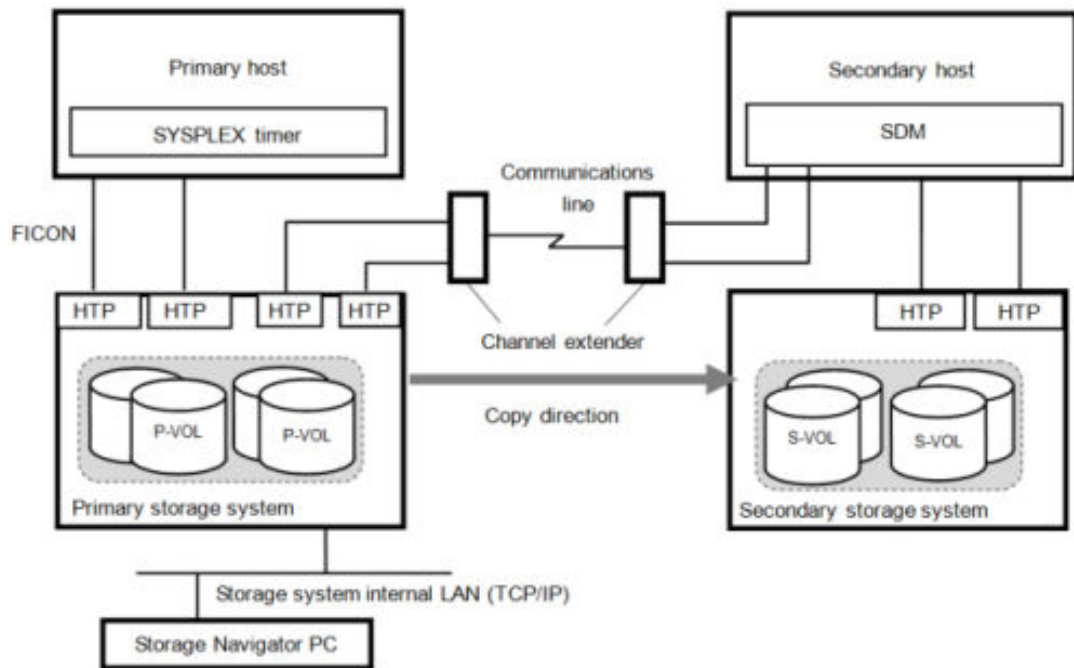 Primary host
SYSPLEX timer
Secondary host
SDM
Communications
line
FICON
HTP
HTP
HTP
HTP
HTP
HTP
Channel extender
Copy direction
P-VOL
P-VOL
S-VOL
S-VOL
Primary storage system
Secondary storage system
Storage system internal LAN (TCP/IP)
Storage Navigator PC